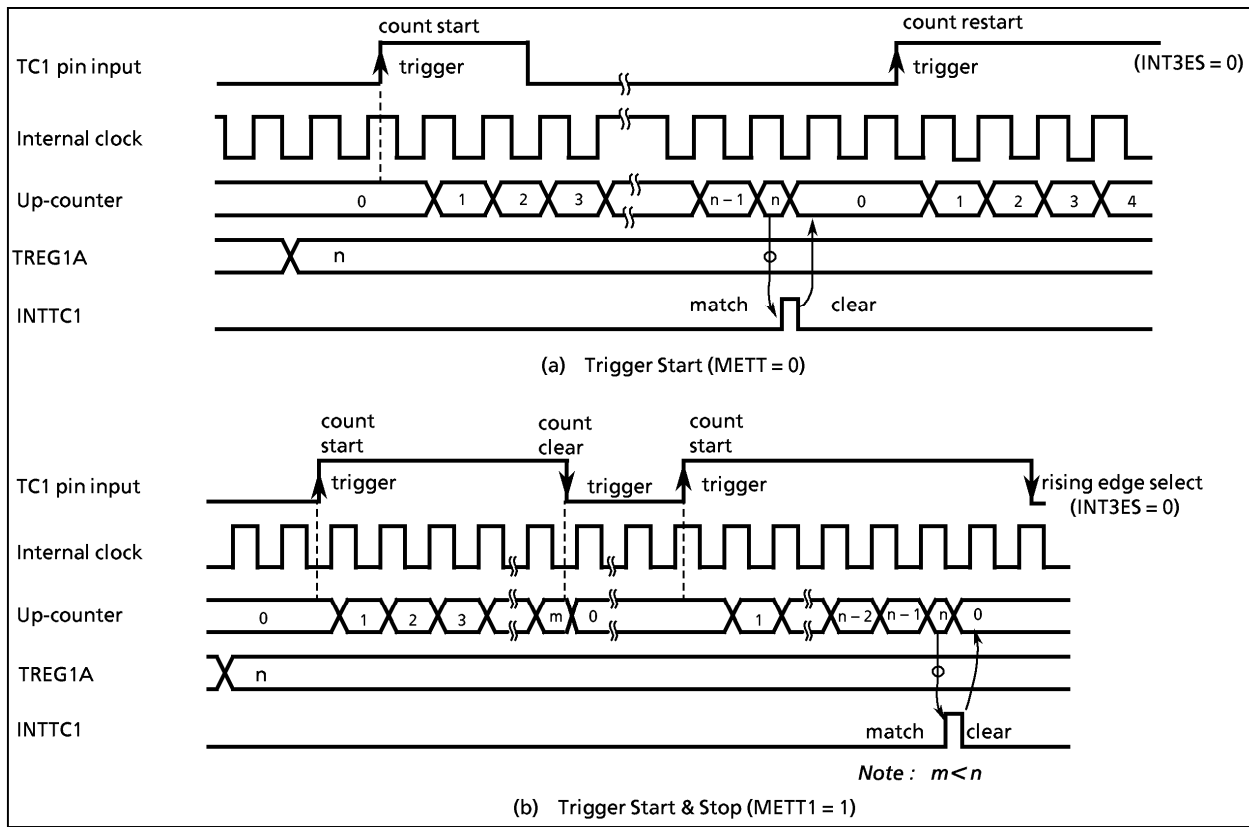 count start
count restart
TC1 pin input
trigger
trigger
(INT3ES = 0)
Internal clock
Up-counter
0
1
2
3
n – 1
n
0
1
2
3
4
TREG1A
n
match
clear
INTTC1
(a) Trigger Start (METT = 0)
count start
count clear
count start
TC1 pin input
trigger
trigger
trigger
rising edge select
(INT3ES = 0)
Internal clock
Up-counter
0
1
2
3
m
0
1
n – 2
n – 1
n
0
TREG1A
n
INTTC1
match
clear
Note : m < n
(b) Trigger Start & Stop (METT1 = 1)